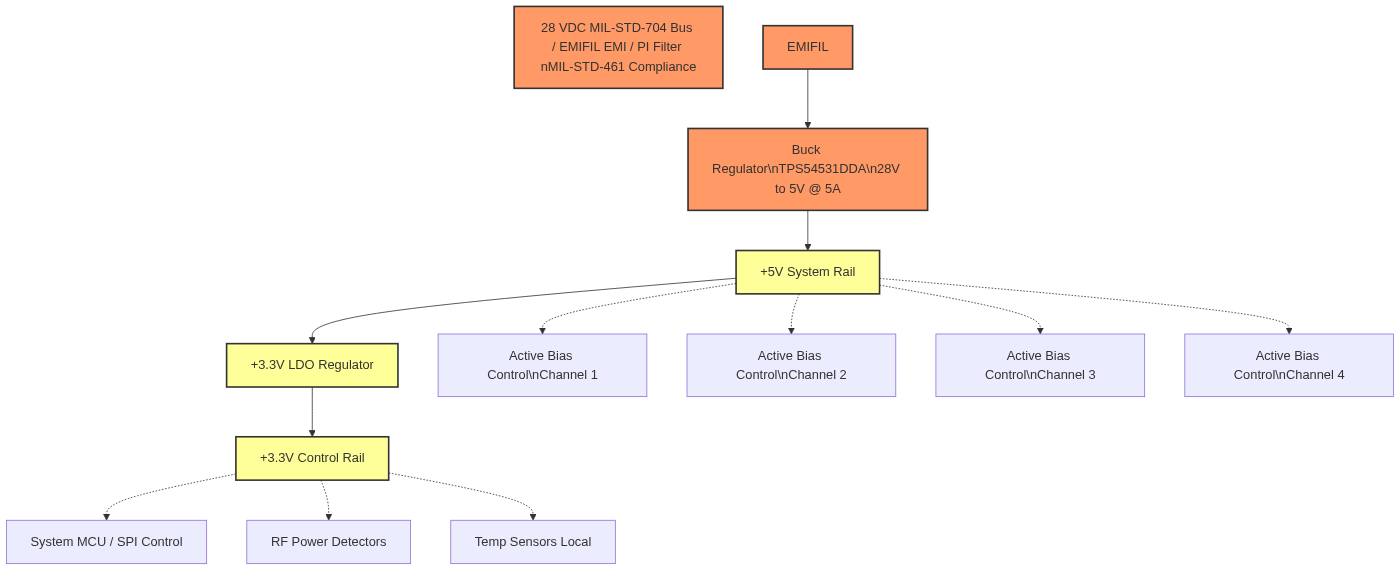 28 VDC MIL-STD-704 Bus
/ EMIFIL EMI / PI Filter
nMIL-STD-461 Compliance
EMIFIL
Buck
Regulator\nTPS54531DDA\n28V
to 5V @ 5A
+5V System Rail
+3.3V LDO Regulator
Active Bias
Control\nChannel 1
Active Bias
Control\nChannel 2
Active Bias
Control\nChannel 3
Active Bias
Control\nChannel 4
+3.3V Control Rail
System MCU / SPI Control
RF Power Detectors
Temp Sensors Local